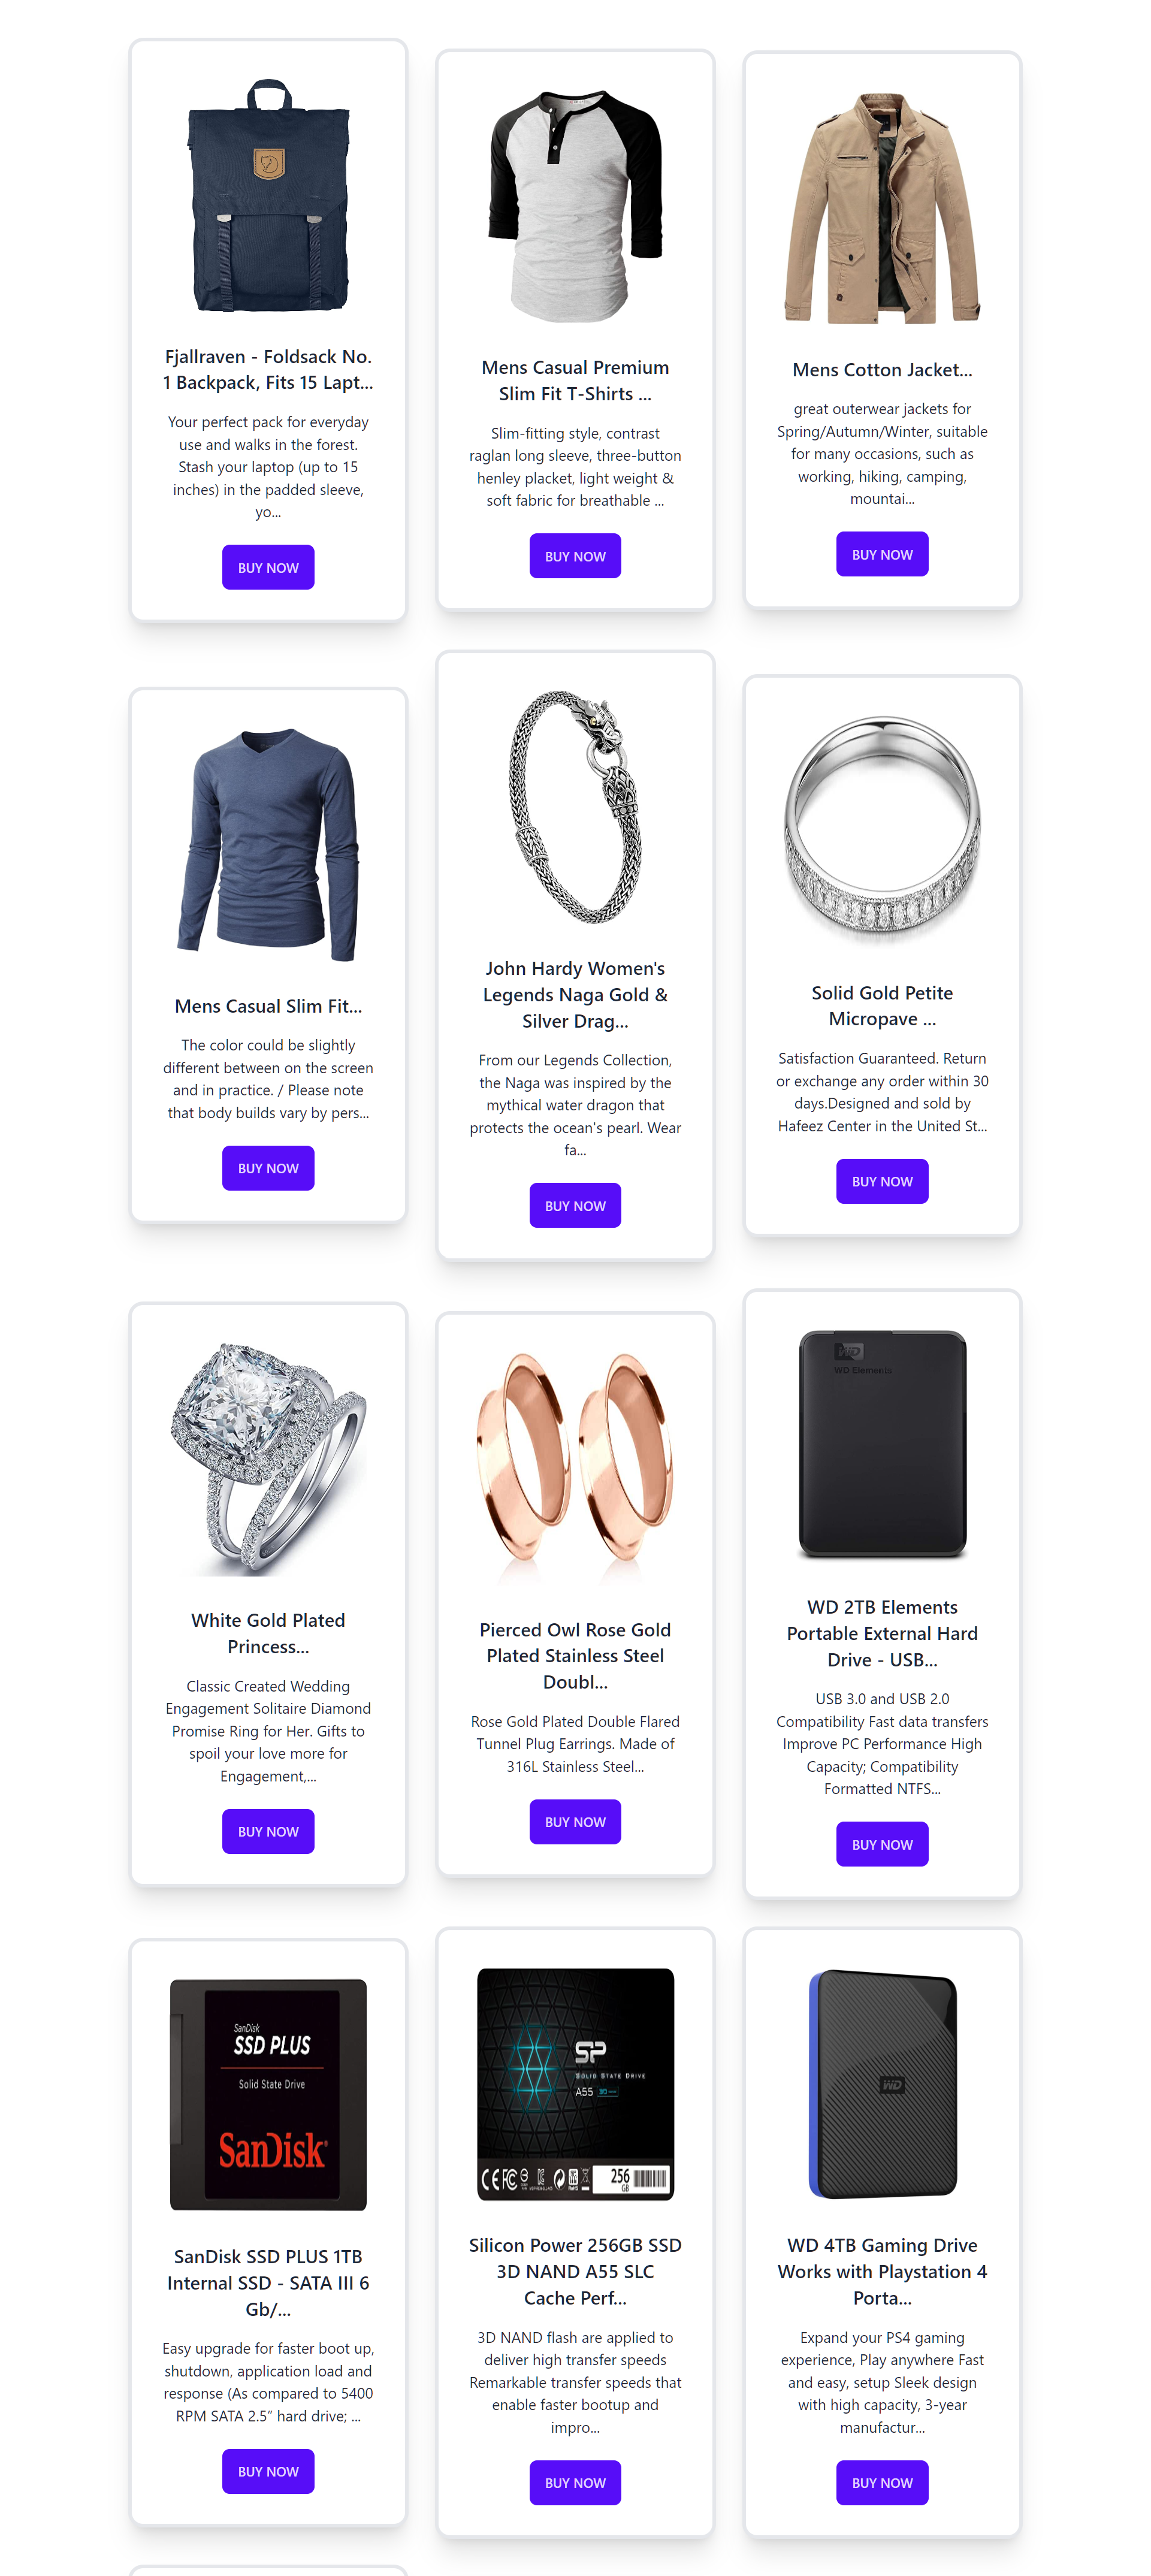 Fjallraven - Foldsack No.
1 Backpack, Fits 15 Lapt...
Your perfect pack for everyday
use and walks in the forest.
Stash your laptop (up to 15
inches) in the padded sleeve,
yo...
BUY NOW
Mens Casual Premium
Slim Fit T-Shirts ...
Slim-fitting style, contrast
raglan long sleeve, three-button
henley placket, light weight &
soft fabric for breathable ...
BUY NOW
Mens Cotton Jacket...
great outerwear jackets for
Spring/Autumn/Winter, suitable
for many occasions, such as
working, hiking, camping,
mountai...
BUY NOW
Mens Casual Slim Fit...
The color could be slightly
different between on the screen
and in practice. / Please note
that body builds vary by pers...
BUY NOW
John Hardy Women's
Legends Naga Gold &
Silver Drag...
From our Legends Collection,
the Naga was inspired by the
mythical water dragon that
protects the ocean's pearl. Wear
fa...
BUY NOW
Solid Gold Petite
Micropave ...
Satisfaction Guaranteed. Return
or exchange any order within 30
days.Designed and sold by
Hafeez Center in the United St...
BUY NOW
White Gold Plated
Princess...
Classic Created Wedding
Engagement Solitaire Diamond
Promise Ring for Her. Gifts to
spoil your love more for
Engagement,...
BUY NOW
Pierced Owl Rose Gold
Plated Stainless Steel
Doubl...
Rose Gold Plated Double Flared
Tunnel Plug Earrings. Made of
316L Stainless Steel...
BUY NOW
WD
WD Elements
WD 2TB Elements
Portable External Hard
Drive - USB...
USB 3.0 and USB 2.0
Compatibility Fast data transfers
Improve PC Performance High
Capacity; Compatibility
Formatted NTFS...
BUY NOW
SanDisk
SSD PLUS
Solid State Drive
SanDisk
SanDisk SSD PLUS 1TB
Internal SSD - SATA III 6
Gb/...
Easy upgrade for faster boot up,
shutdown, application load and
response (As compared to 5400
RPM SATA 2.5” hard drive; ...
BUY NOW
SP
SOLID STATE DRIVE
A55
256
GB
Silicon Power 256GB SSD
3D NAND A55 SLC
Cache Perf...
3D NAND flash are applied to
deliver high transfer speeds
Remarkable transfer speeds that
enable faster bootup and
impro...
BUY NOW
WD
WD 4TB Gaming Drive
Works with Playstation 4
Porta...
Expand your PS4 gaming
experience, Play anywhere Fast
and easy, setup Sleek design
with high capacity, 3-year
manufactur...
BUY NOW